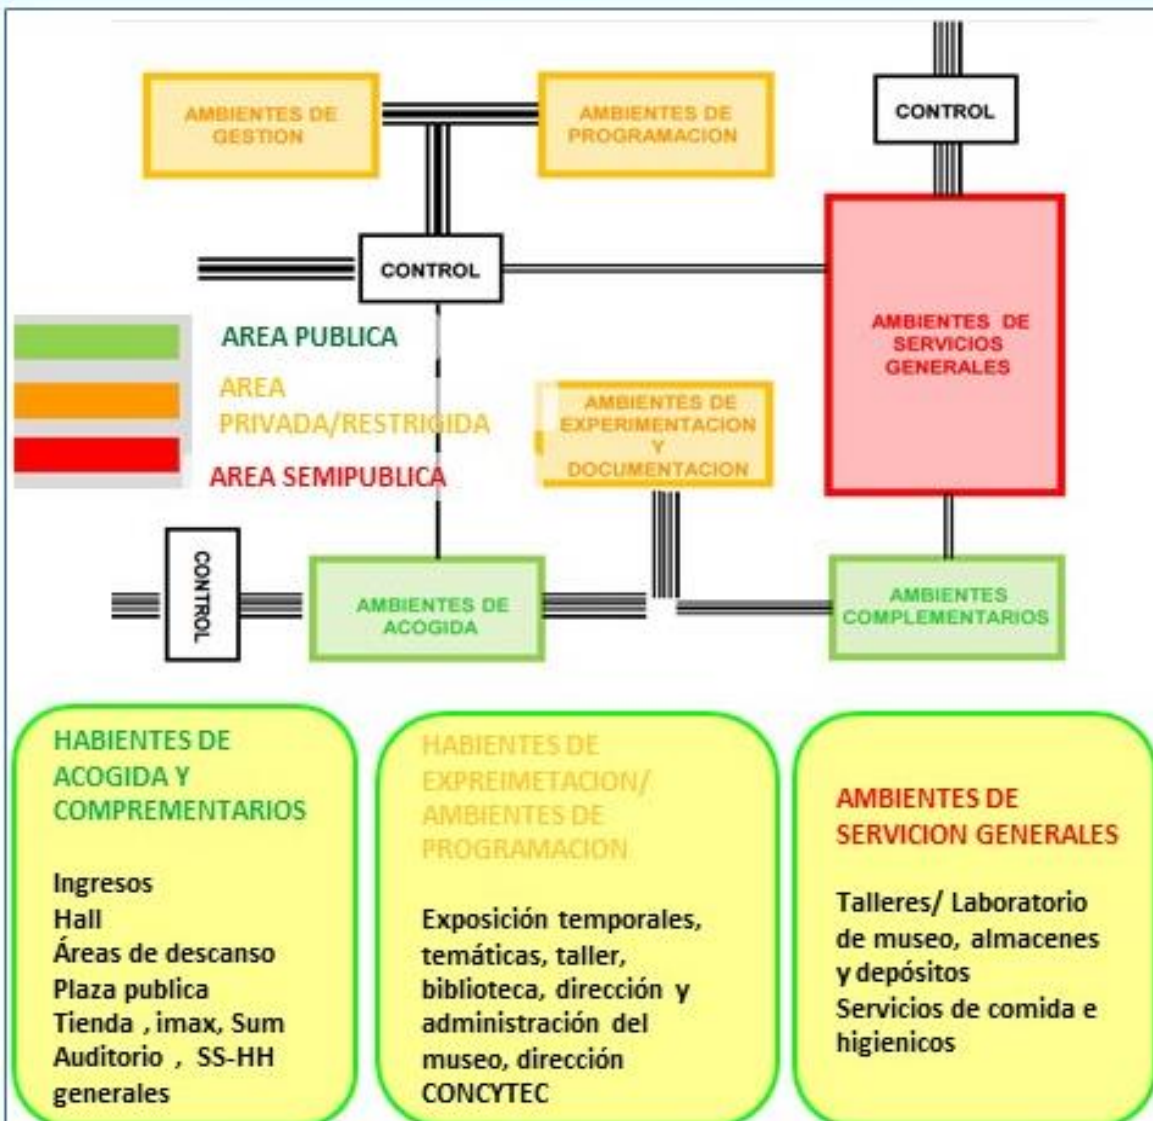 AMBIENTES DE
GESTION
AMBIENTES DE
PROGRAMACION
CONTROL
CONTROL
AMBIENTES DE
SERVICIOS
GENERALES
AREA PUBLICA
AREA
PRIVADA/RESTRIGIDA
AREA SEMIPUBLICA
AMBIENTES DE
EXPERIMENTACION
Y
DOCUMENTACION
CONTROL
AMBIENTES DE
ACOGIDA
AMBIENTES
COMPLEMENTARIOS
HABIENTES DE
ACOGIDA Y
COMPREMENTARIOS
Ingresos
Hall
Áreas de descanso
Plaza publica
Tienda , imax, Sum
Auditorio , SS-HH
generales
HABIENTES DE
EXPREIMETACION/
AMBIENTES DE
PROGRAMACION
Exposición temporales,
temáticas, taller,
biblioteca, dirección y
administración del
museo, dirección
CONCYTEC
AMBIENTES DE
SERVICION GENERALES
Talleres/ Laboratorio
de museo, almacenes
y depósitos
Servicios de comida e
higienicos